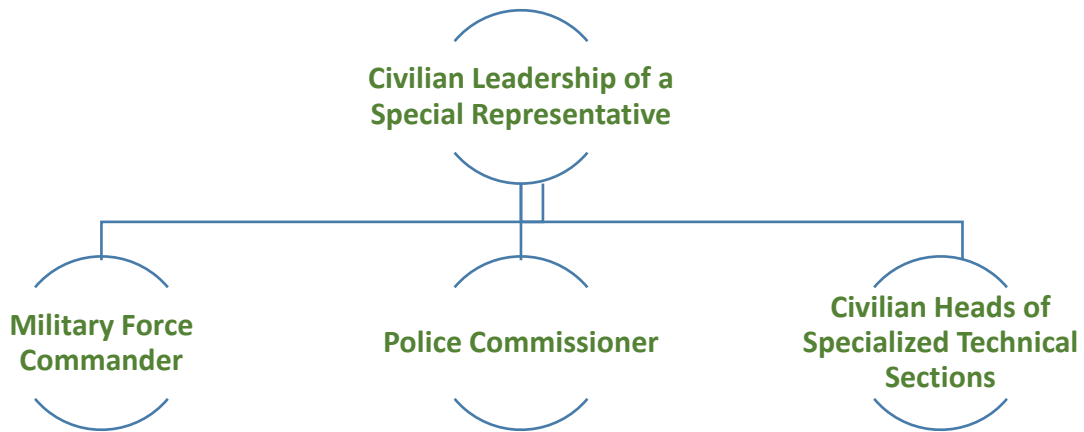 Civilian Leadership of a
Special Representative
Military Force
Commander
Police Commissioner
Civilian Heads of
Specialized Technical
Sections